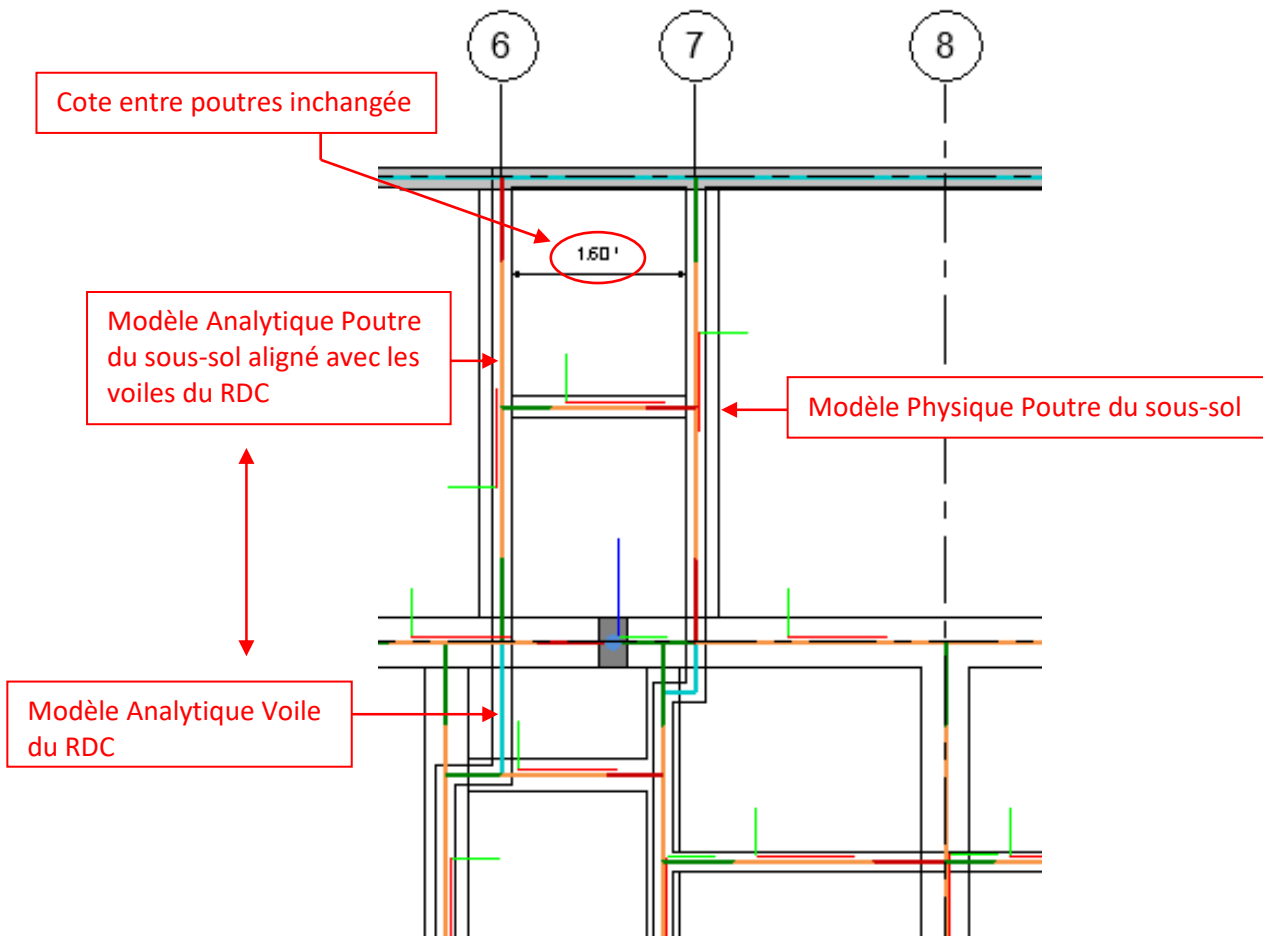 6
7
8
Cote entre poutres inchangée
1.60 '
Modèle Analytique Poutre
du sous-sol aligné avec les
voiles du RDC
Modèle Physique Poutre du sous-sol
Modèle Analytique Voile
du RDC